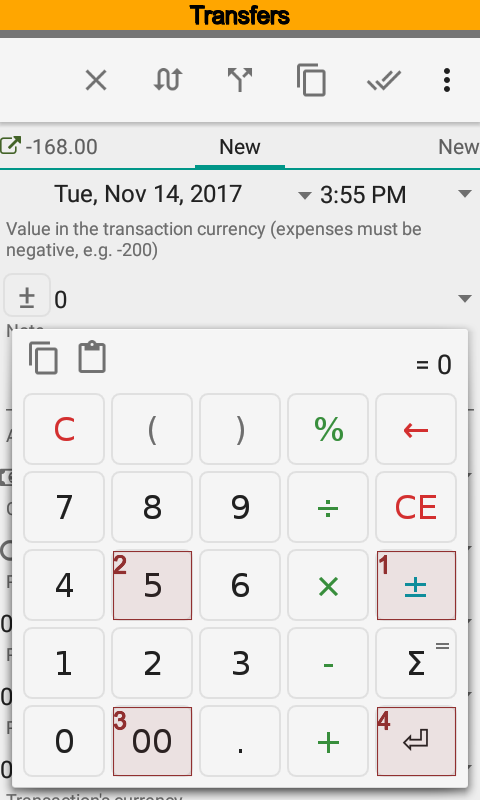 Transfers
-168.00 New New
Tue, Nov 14, 2017 3:55 PM
Value in the transaction currency (expenses must be
negative, e.g. -200)
± 0
= 0
C ( ) % ←
7 8 9 ÷ CE
4 2 5 6 × 1 ±
1 2 3 - Σ =
0 3 00 . + 4 ⏎
Transaction's currency